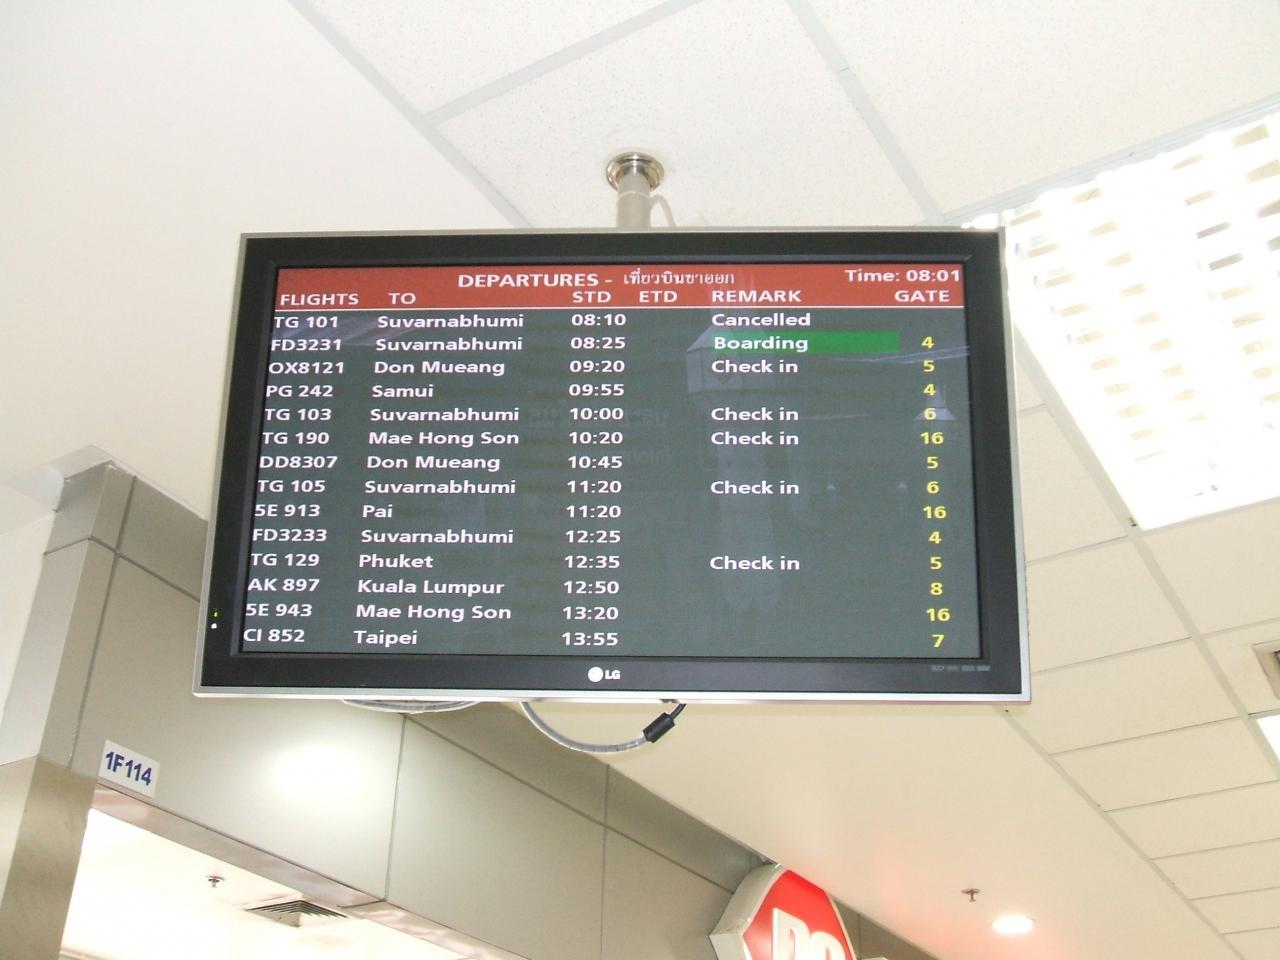 DEPARTURES - เที่ยวบินขาออก Time: 08:01
FLIGHTS TO STD ETD REMARK GATE
TG 101 Suvarnabhumi 08:10 Cancelled
FD3231 Suvarnabhumi 08:25 Boarding 4
OX8121 Don Mueang 09:20 Check in 5
PG 242 Samui 09:55 4
TG 103 Suvarnabhumi 10:00 Check in 6
TG 190 Mae Hong Son 10:20 Check in 16
DD8307 Don Mueang 10:45 5
TG 105 Suvarnabhumi 11:20 Check in 6
5E 913 Pai 11:20 16
FD3233 Suvarnabhumi 12:25 4
TG 129 Phuket 12:35 Check in 5
AK 897 Kuala Lumpur 12:50 8
5E 943 Mae Hong Son 13:20 16
CI 852 Taipei 13:55 7
LG
1F114